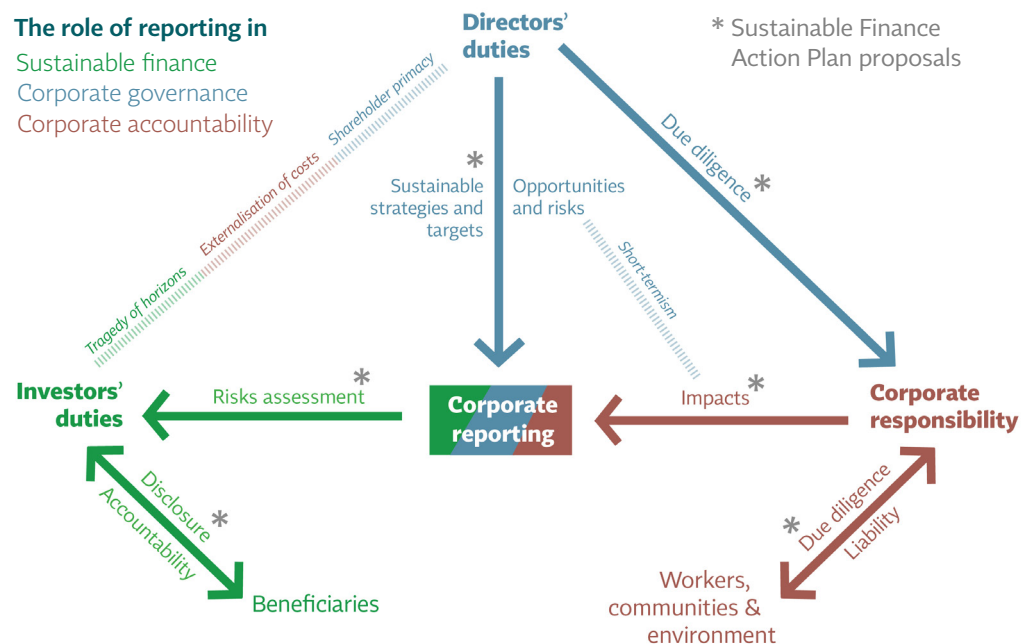 The role of reporting in
Sustainable finance
Corporate governance
Corporate accountability
Directors’
duties
* Sustainable Finance
Action Plan proposals
Shareholder primacy
Externalisation of costs
Tragedy of horizons
*
Sustainable
strategies and
targets
Opportunities
and risks
Due diligence
*
Short-termism
Investors’
duties
Risks assessment
*
Corporate
reporting
Impacts
*
Corporate
responsibility
Disclosure
*
Accountability
Beneficiaries
*
Due diligence
Liability
Workers,
communities &
environment